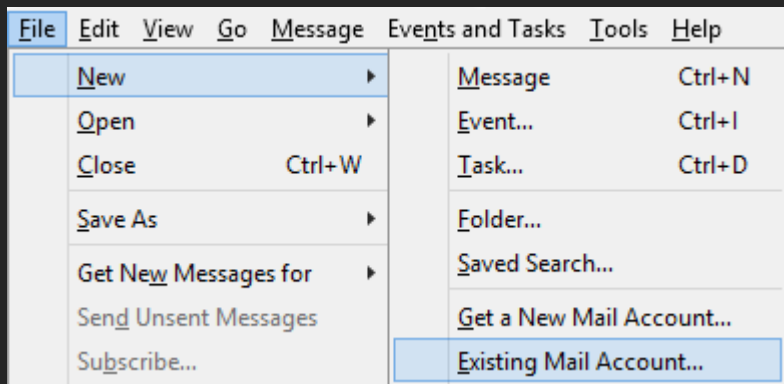 File Edit View Go Message Events and Tasks Tools Help
New
Open
Close Ctrl+W
Save As
Get New Messages for
Send Unsent Messages
Subscribe...
Message Ctrl+N
Event... Ctrl+I
Task... Ctrl+D
Folder...
Saved Search...
Get a New Mail Account...
Existing Mail Account...